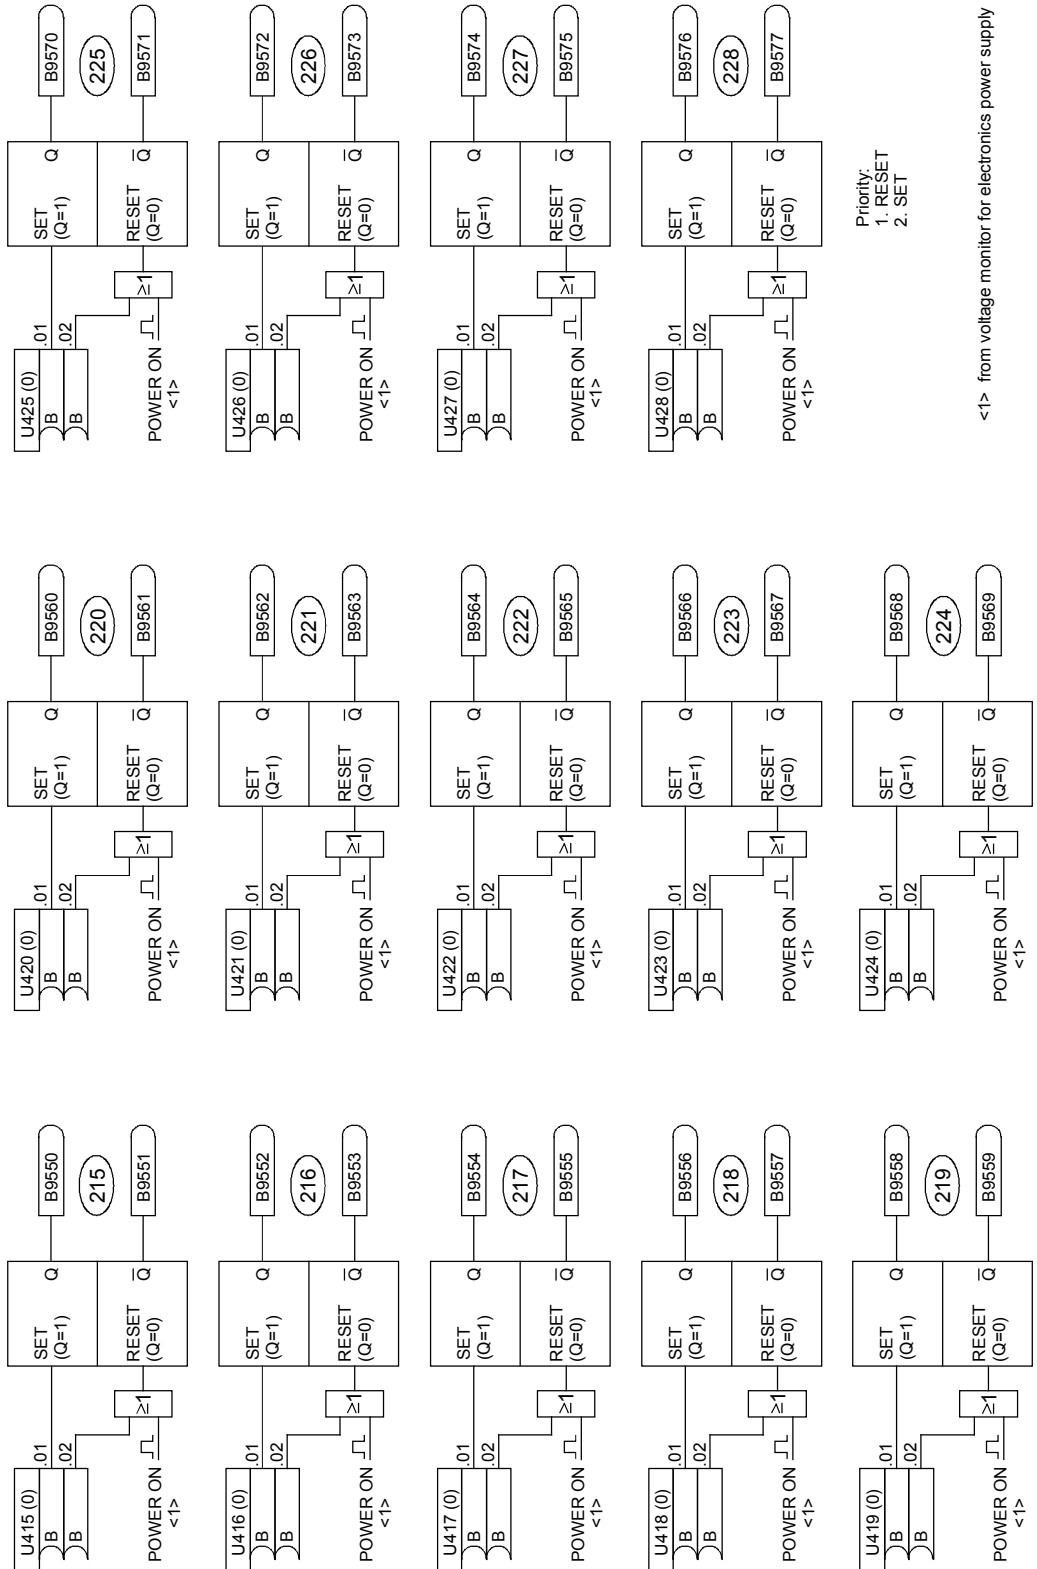 U415 (0)
B .01
B .02
POWER ON
<1>
≥1
SET
(Q=1)
Q
RESET
(Q=0)
Q̅
B9550
215
B9551
U416 (0)
B .01
B .02
POWER ON
<1>
≥1
SET
(Q=1)
Q
RESET
(Q=0)
Q̅
B9552
216
B9553
U417 (0)
B .01
B .02
POWER ON
<1>
≥1
SET
(Q=1)
Q
RESET
(Q=0)
Q̅
B9554
217
B9555
U418 (0)
B .01
B .02
POWER ON
<1>
≥1
SET
(Q=1)
Q
RESET
(Q=0)
Q̅
B9556
218
B9557
U419 (0)
B .01
B .02
POWER ON
<1>
≥1
SET
(Q=1)
Q
RESET
(Q=0)
Q̅
B9558
219
B9559
U420 (0)
B .01
B .02
POWER ON
<1>
≥1
SET
(Q=1)
Q
RESET
(Q=0)
Q̅
B9560
220
B9561
U421 (0)
B .01
B .02
POWER ON
<1>
≥1
SET
(Q=1)
Q
RESET
(Q=0)
Q̅
B9562
221
B9563
U422 (0)
B .01
B .02
POWER ON
<1>
≥1
SET
(Q=1)
Q
RESET
(Q=0)
Q̅
B9564
222
B9565
U423 (0)
B .01
B .02
POWER ON
<1>
≥1
SET
(Q=1)
Q
RESET
(Q=0)
Q̅
B9566
223
B9567
U424 (0)
B .01
B .02
POWER ON
<1>
≥1
SET
(Q=1)
Q
RESET
(Q=0)
Q̅
B9568
224
B9569
U425 (0)
B .01
B .02
POWER ON
<1>
≥1
SET
(Q=1)
Q
RESET
(Q=0)
Q̅
B9570
225
B9571
U426 (0)
B .01
B .02
POWER ON
<1>
≥1
SET
(Q=1)
Q
RESET
(Q=0)
Q̅
B9572
226
B9573
U427 (0)
B .01
B .02
POWER ON
<1>
≥1
SET
(Q=1)
Q
RESET
(Q=0)
Q̅
B9574
227
B9575
U428 (0)
B .01
B .02
POWER ON
<1>
≥1
SET
(Q=1)
Q
RESET
(Q=0)
Q̅
B9576
228
B9577
Priority:
1. RESET
2. SET
<1> from voltage monitor for electronics power supply